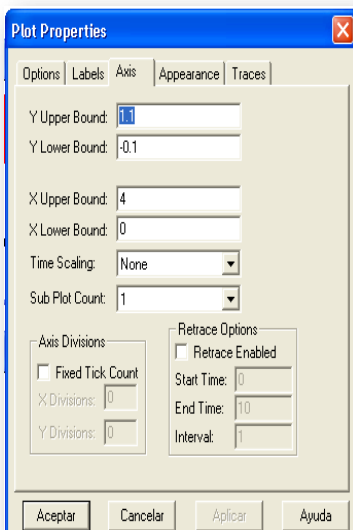 Plot Properties
Options Labels Axis Appearance Traces
Y Upper Bound: 1.1
Y Lower Bound: -0.1
X Upper Bound: 4
X Lower Bound: 0
Time Scaling: None
Sub Plot Count: 1
Axis Divisions
Fixed Tick Count
X Divisions: 0
Y Divisions: 0
Retrace Options
Retrace Enabled
Start Time: 0
End Time: 10
Interval: 1
Aceptar Cancelar Aplicar Ayuda